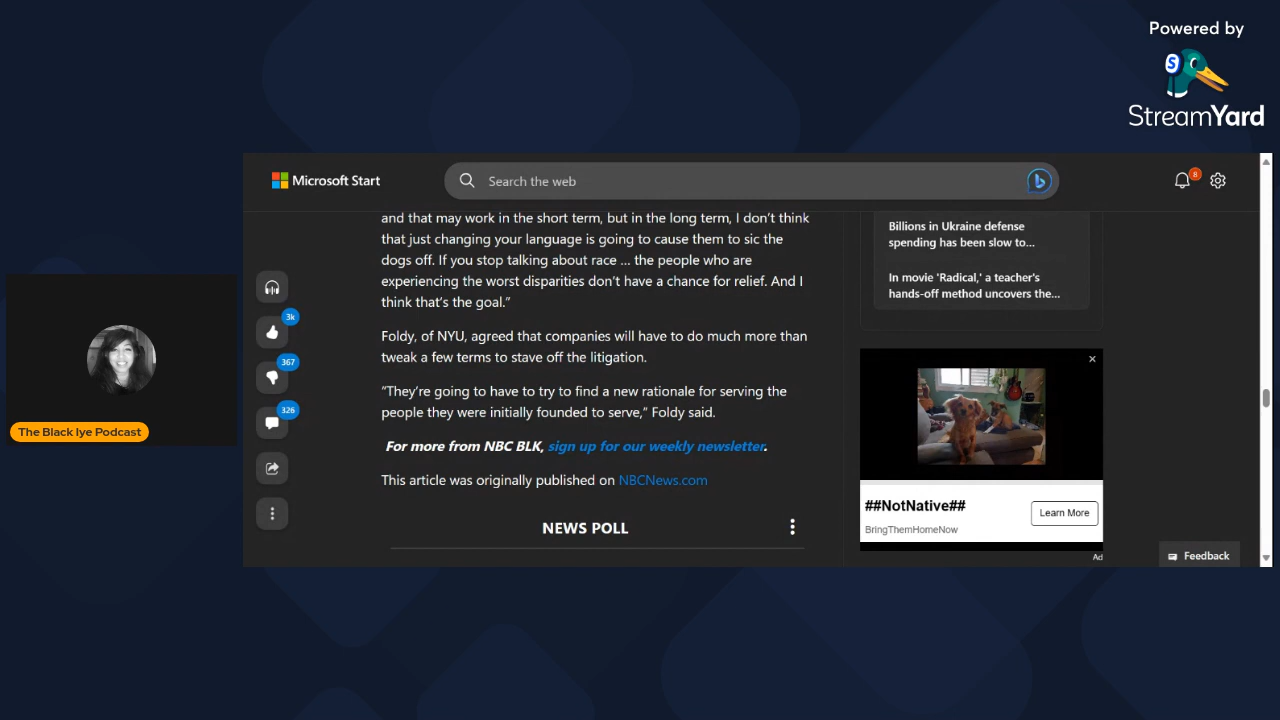 Powered by
S
StreamYard
Microsoft Start
Search the web
8
and that may work in the short term, but in the long term, I don't think
that just changing your language is going to cause them to sic the
dogs off. If you stop talking about race ... the people who are
experiencing the worst disparities don't have a chance for relief. And I
think that's the goal."
Foldy, of NYU, agreed that companies will have to do much more than
tweak a few terms to stave off the litigation.
"They're going to have to try to find a new rationale for serving the
people they were initially founded to serve," Foldy said.
For more from NBC BLK, sign up for our weekly newsletter.
This article was originally published on NBCNews.com
NEWS POLL
3k
367
326
Billions in Ukraine defense
spending has been slow to...
In movie 'Radical,' a teacher's
hands-off method uncovers the...
##NotNative##
BringThemHomeNow
Learn More
Ad
Feedback
The Black Iye Podcast